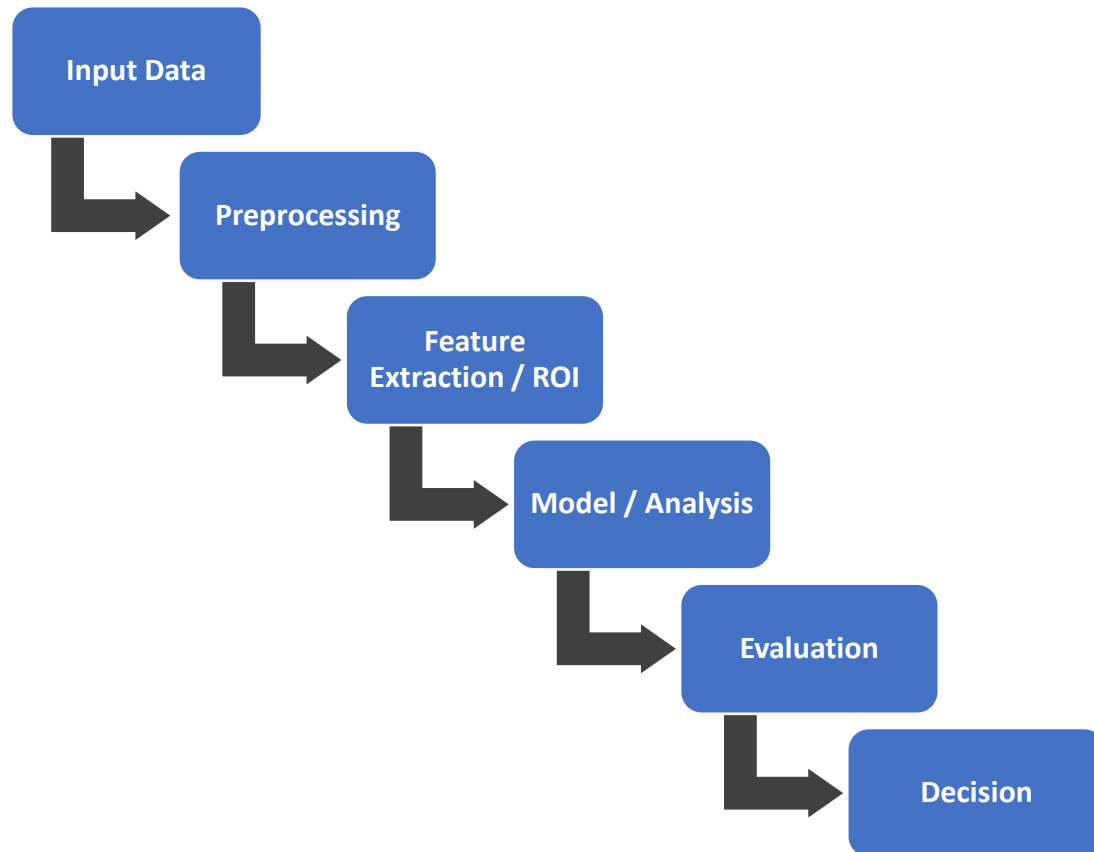 Input Data
Preprocessing
Feature
Extraction / ROI
Model / Analysis
Evaluation
Decision